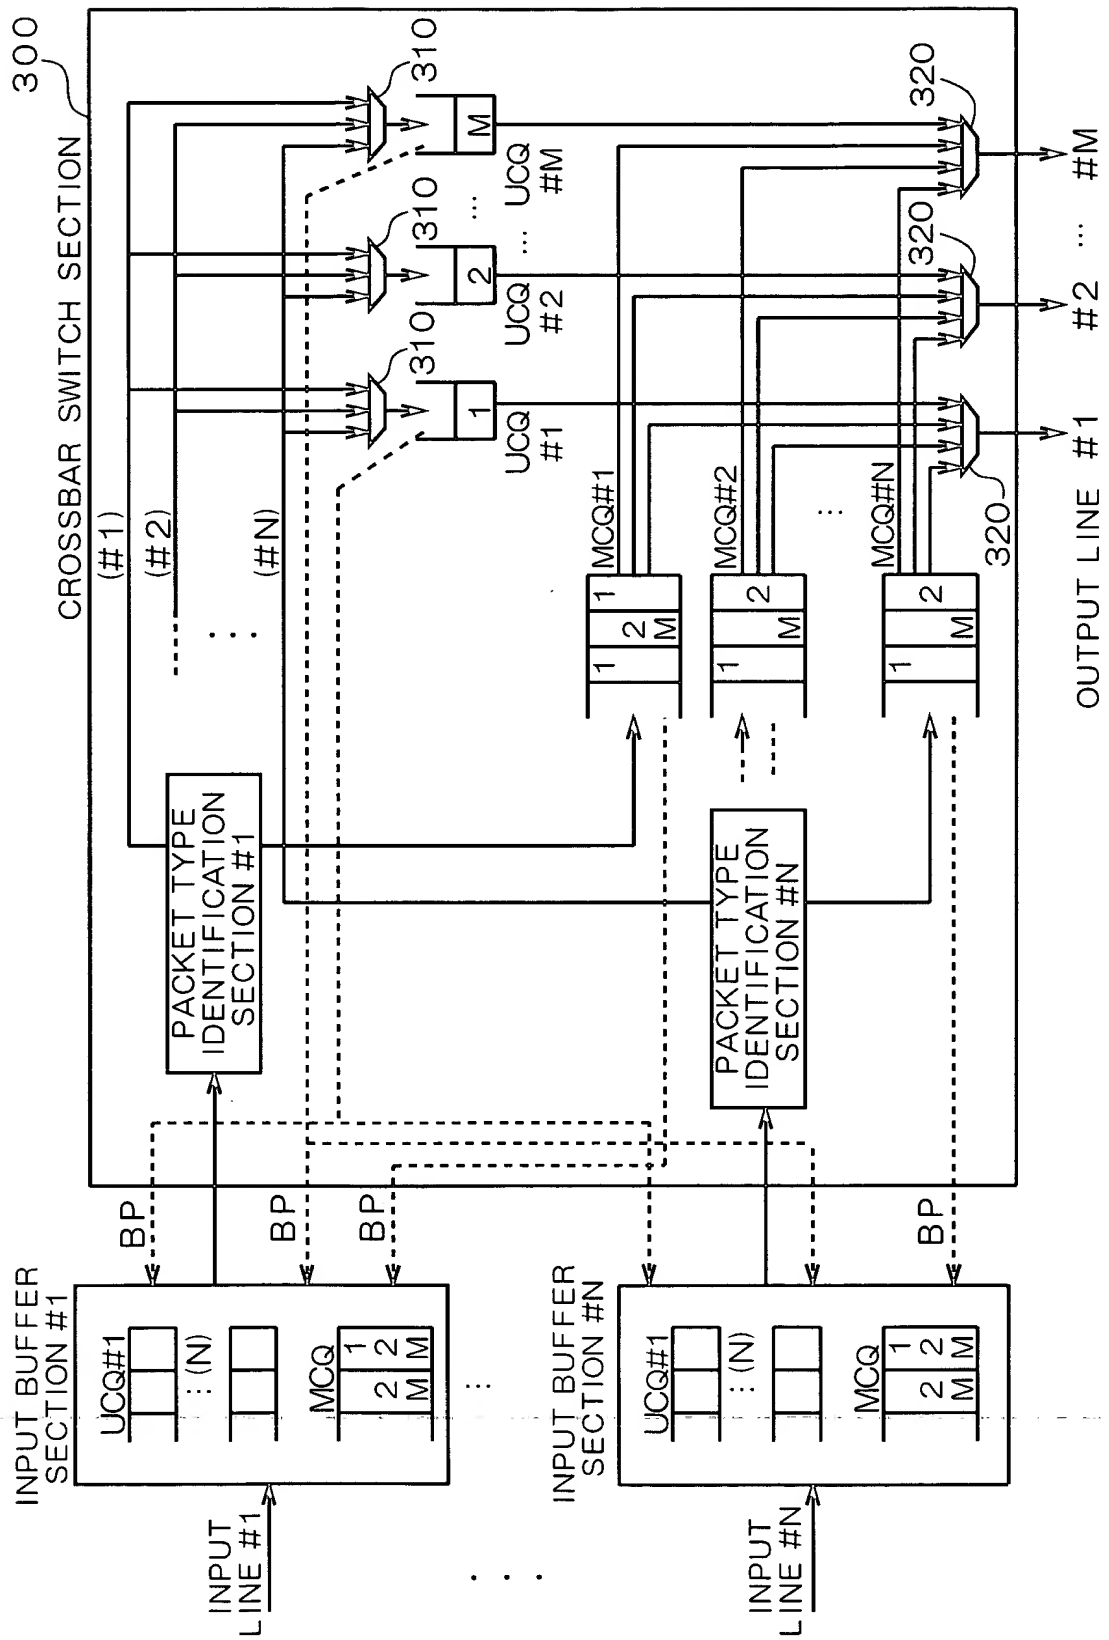 300
CROSSBAR SWITCH SECTION
(#1)
(#2)
...
(#N)
310
310
310
M
2
1
UCQ
#M
...
...
UCQ
#2
UCQ
#1
PACKET TYPE
IDENTIFICATION
SECTION #1
PACKET TYPE
IDENTIFICATION
SECTION #N
MCQ#1
1
2
M
1
MCQ#2
2
M
1
...
MCQ#N
2
M
1
320
320
320
OUTPUT LINE #1 #2 ... #M
BP
BP
BP
BP
INPUT BUFFER
SECTION #1
UCQ#1
: (N)
MCQ
2
M
1
2
M
...
INPUT BUFFER
SECTION #N
UCQ#1
: (N)
MCQ
2
M
1
2
M
INPUT
LINE #1
...
INPUT
LINE #N